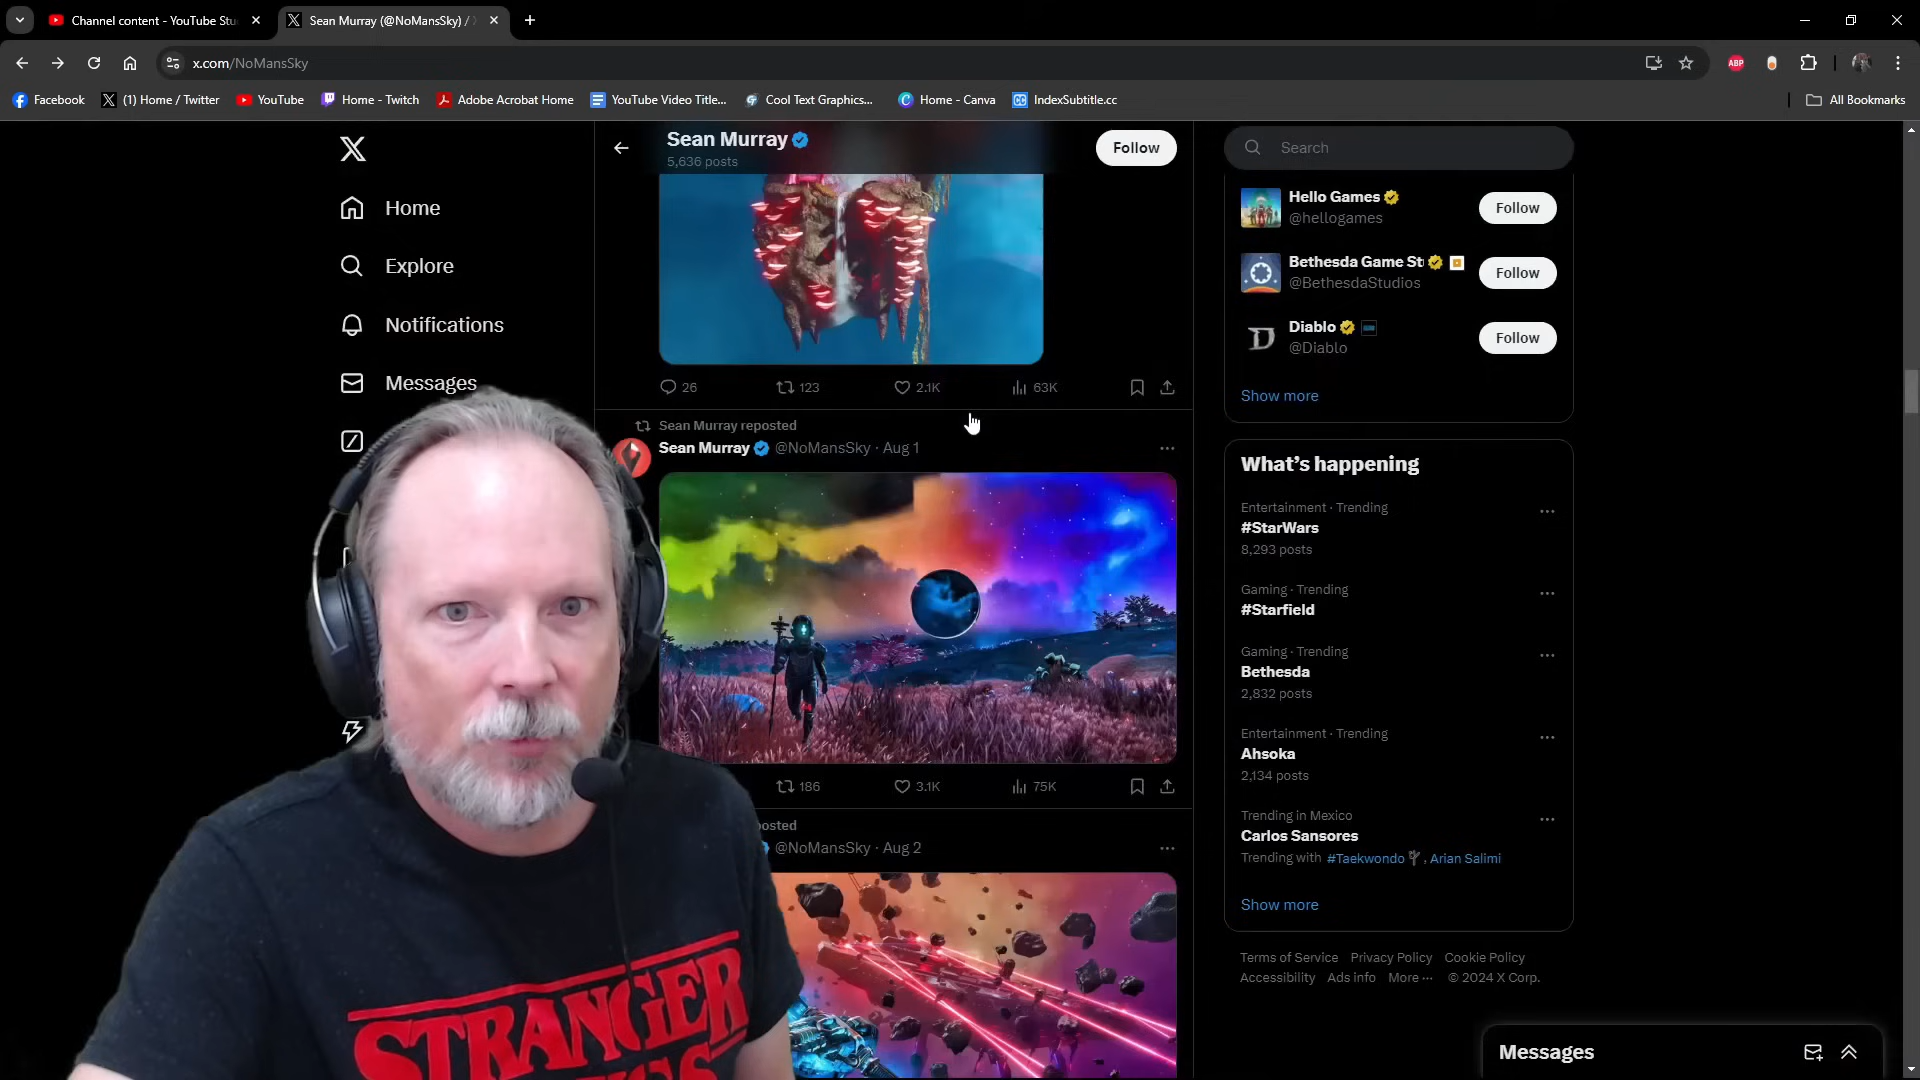 Channel content - YouTube Stu
Sean Murray (@NoMansSky) /
x.com/NoMansSky
ABP
Facebook
(1) Home / Twitter
YouTube
Home - Twitch
Adobe Acrobat Home
YouTube Video Title...
Cool Text Graphics...
Home - Canva
IndexSubtitle.cc
All Bookmarks
Home
Explore
Notifications
Messages
Sean Murray
5,636 posts
Follow
26
123
2.1K
63K
Sean Murray reposted
Sean Murray @NoMansSky · Aug 1
186
3.1K
75K
posted
@NoMansSky · Aug 2
Search
Hello Games
@hellogames
Follow
Bethesda Game St
@BethesdaStudios
Follow
Diablo
@Diablo
Follow
Show more
What's happening
Entertainment · Trending
#StarWars
8,293 posts
Gaming · Trending
#Starfield
Gaming · Trending
Bethesda
2,832 posts
Entertainment · Trending
Ahsoka
2,134 posts
Trending in Mexico
Carlos Sansores
Trending with #Taekwondo , Arian Salimi
Show more
Terms of Service Privacy Policy Cookie Policy
Accessibility Ads info More ··· © 2024 X Corp.
Messages
STRANGER